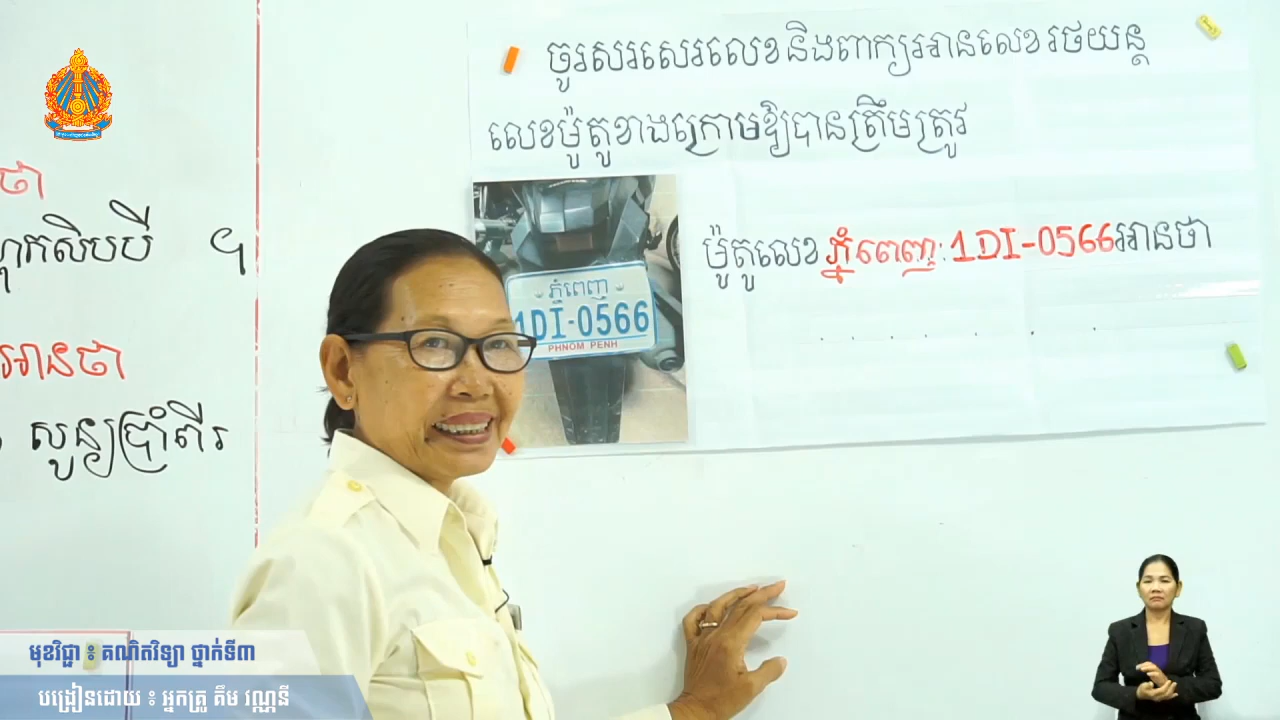 ចូរសរសេរលេខនិងពាក្យអានលេខរថយន្ត
លេខម៉ូតូខាងក្រោមឱ្យបានត្រឹមត្រូវ
ថា
សិបបី ។
អានថា
សូន្យប្រាំពីរ
ភ្នំពេញ
1DI-0566
PHNOM PENH
ម៉ូតូលេខ ភ្នំពេញ: 1DI-0566 អានថា
. . . . . . . .
មុខវិជ្ជា ៖ គណិតវិទ្យា ថ្នាក់ទី៣
បង្រៀនដោយ ៖ អ្នកគ្រូ គឹម វណ្ណនី